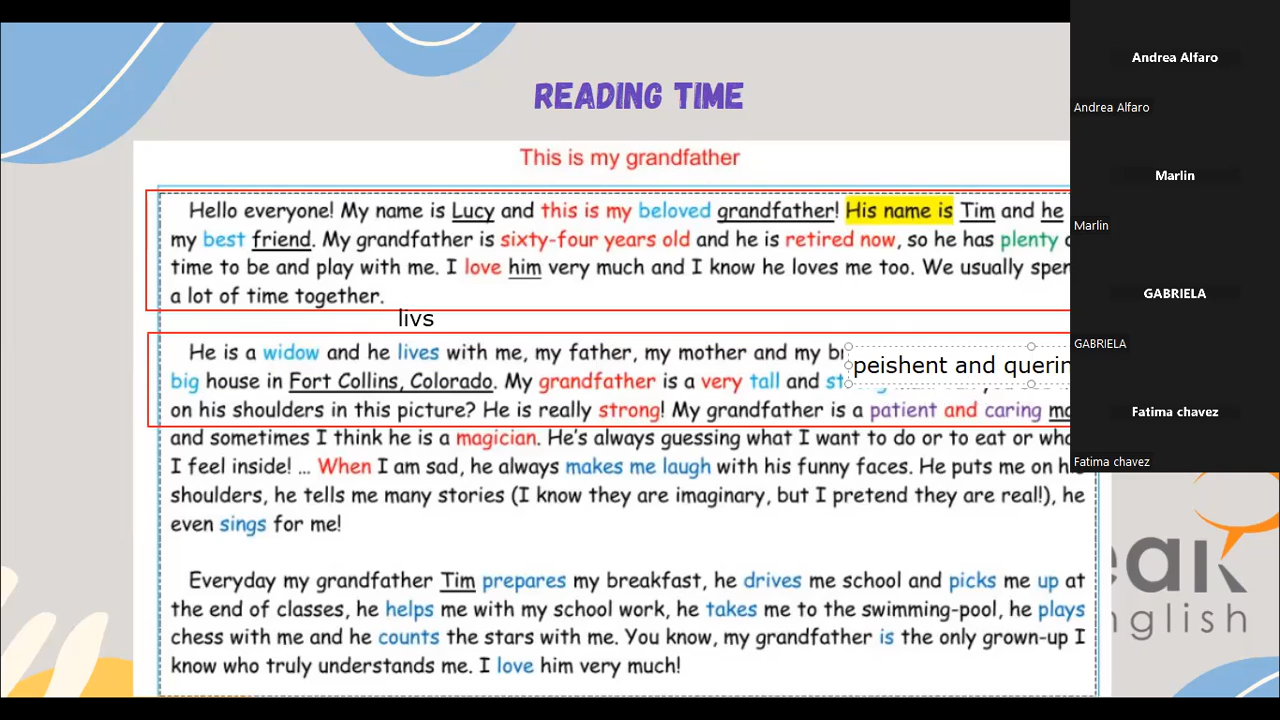 READING TIME
This is my grandfather
Hello everyone! My name is Lucy and this is my beloved grandfather! His name is Tim and he
my best friend. My grandfather is sixty-four years old and he is retired now, so he has plenty
time to be and play with me. I love him very much and I know he loves me too. We usually spen
a lot of time together.
livs
He is a widow and he lives with me, my father, my mother and my b
peishent and querin
big house in Fort Collins, Colorado. My grandfather is a very tall and
on his shoulders in this picture? He is really strong! My grandfather is a patient and caring
and sometimes I think he is a magician. He's always guessing what I want to do or to eat or
I feel inside! … When I am sad, he always makes me laugh with his funny faces. He puts me on
shoulders, he tells me many stories (I know they are imaginary, but I pretend they are real!), he
even sings for me!
Everyday my grandfather Tim prepares my breakfast, he drives me school and picks me up at
the end of classes, he helps me with my school work, he takes me to the swimming-pool, he plays
chess with me and he counts the stars with me. You know, my grandfather is the only grown-up I
know who truly understands me. I love him very much!
Andrea Alfaro
Andrea Alfaro
Marlin
Marlin
GABRIELA
GABRIELA
Fatima chavez
Fatima chavez
eak
nglish